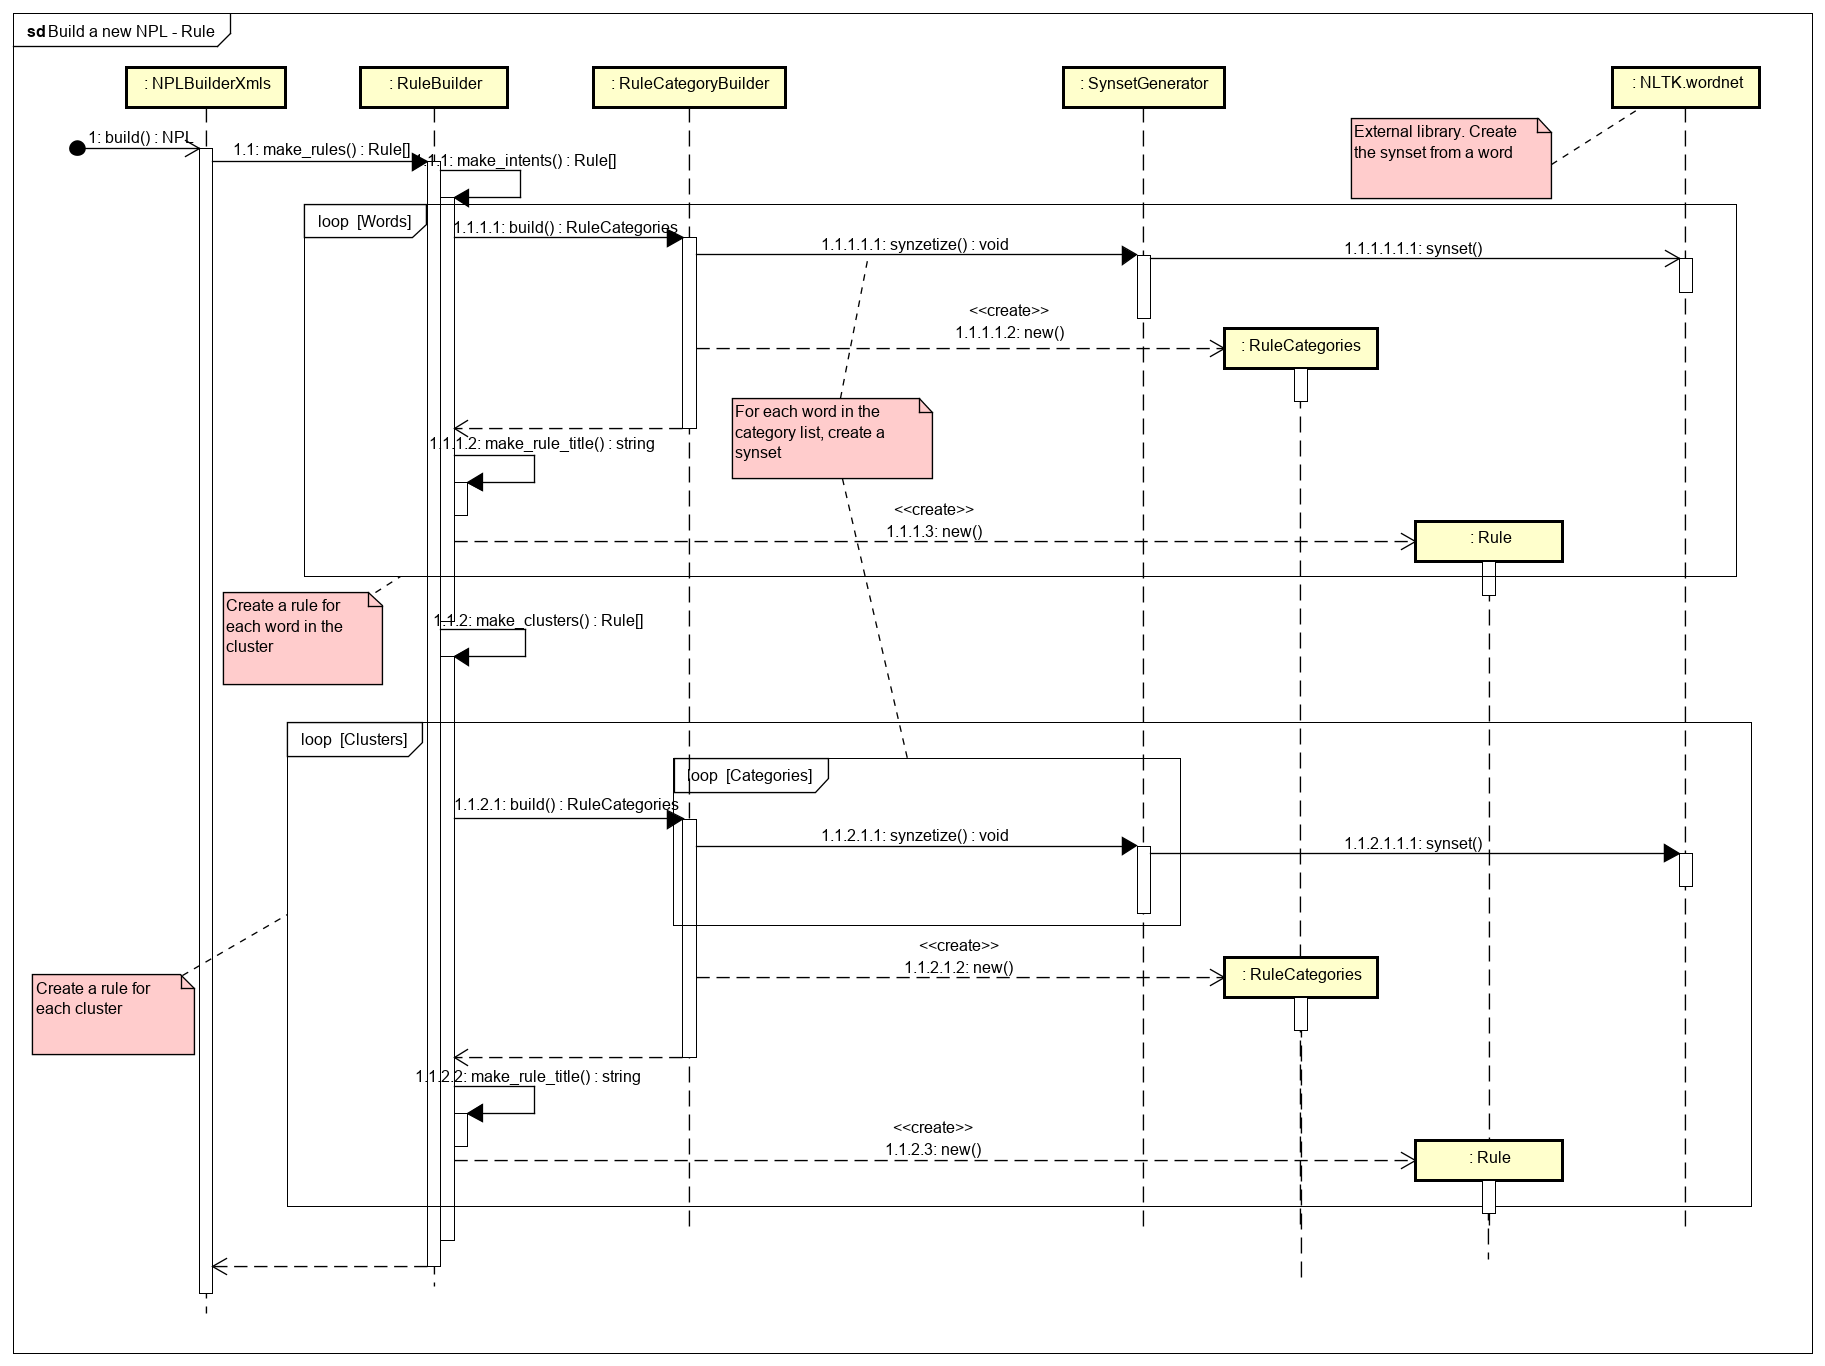 sd Build a new NPL - Rule
: NPLBuilderXmls
: RuleBuilder
: RuleCategoryBuilder
: SynsetGenerator
: NLTK.wordnet
External library. Create
the synset from a word
1: build() : NPL
1.1: make_rules() : Rule[]
1.1.1: make_intents() : Rule[]
loop [Words]
1.1.1.1: build() : RuleCategories
1.1.1.1.1: synzetize() : void
1.1.1.1.1.1: synset()
<<create>>
1.1.1.1.2: new()
: RuleCategories
For each word in the
category list, create a
synset
1.1.1.2: make_rule_title() : string
<<create>>
1.1.1.3: new()
: Rule
Create a rule for
each word in the
cluster
1.1.2: make_clusters() : Rule[]
loop [Clusters]
loop [Categories]
1.1.2.1: build() : RuleCategories
1.1.2.1.1: synzetize() : void
1.1.2.1.1.1: synset()
<<create>>
1.1.2.1.2: new()
: RuleCategories
Create a rule for
each cluster
1.1.2.2: make_rule_title() : string
<<create>>
1.1.2.3: new()
: Rule